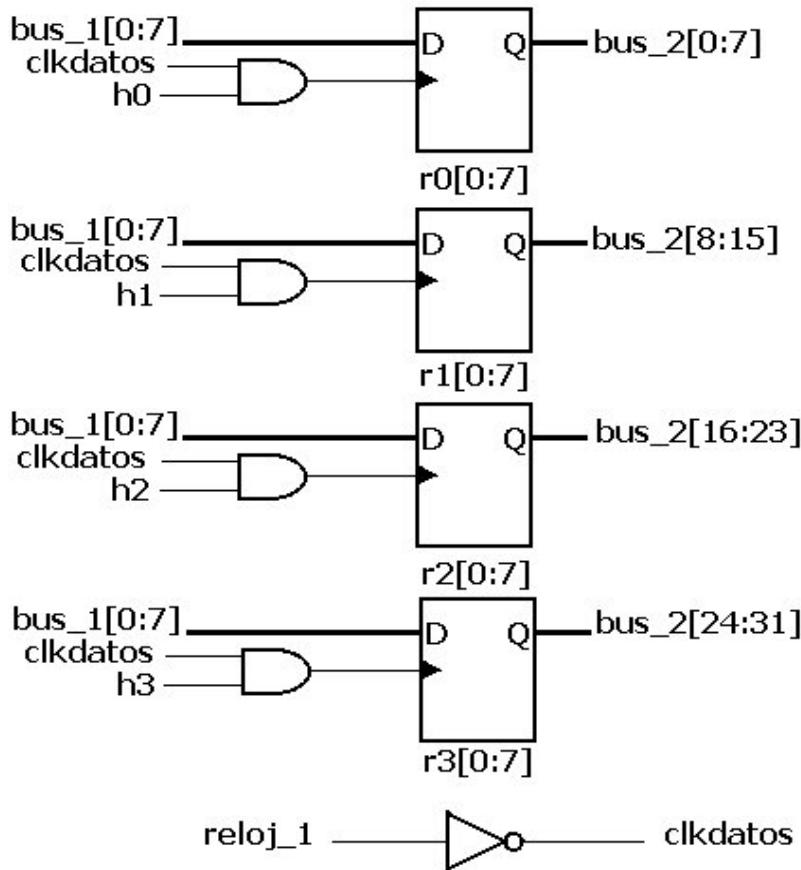 bus_1[0:7]
clkdatos
h0
D
Q
bus_2[0:7]
r0[0:7]
bus_1[0:7]
clkdatos
h1
D
Q
bus_2[8:15]
r1[0:7]
bus_1[0:7]
clkdatos
h2
D
Q
bus_2[16:23]
r2[0:7]
bus_1[0:7]
clkdatos
h3
D
Q
bus_2[24:31]
r3[0:7]
reloj_1
clkdatos